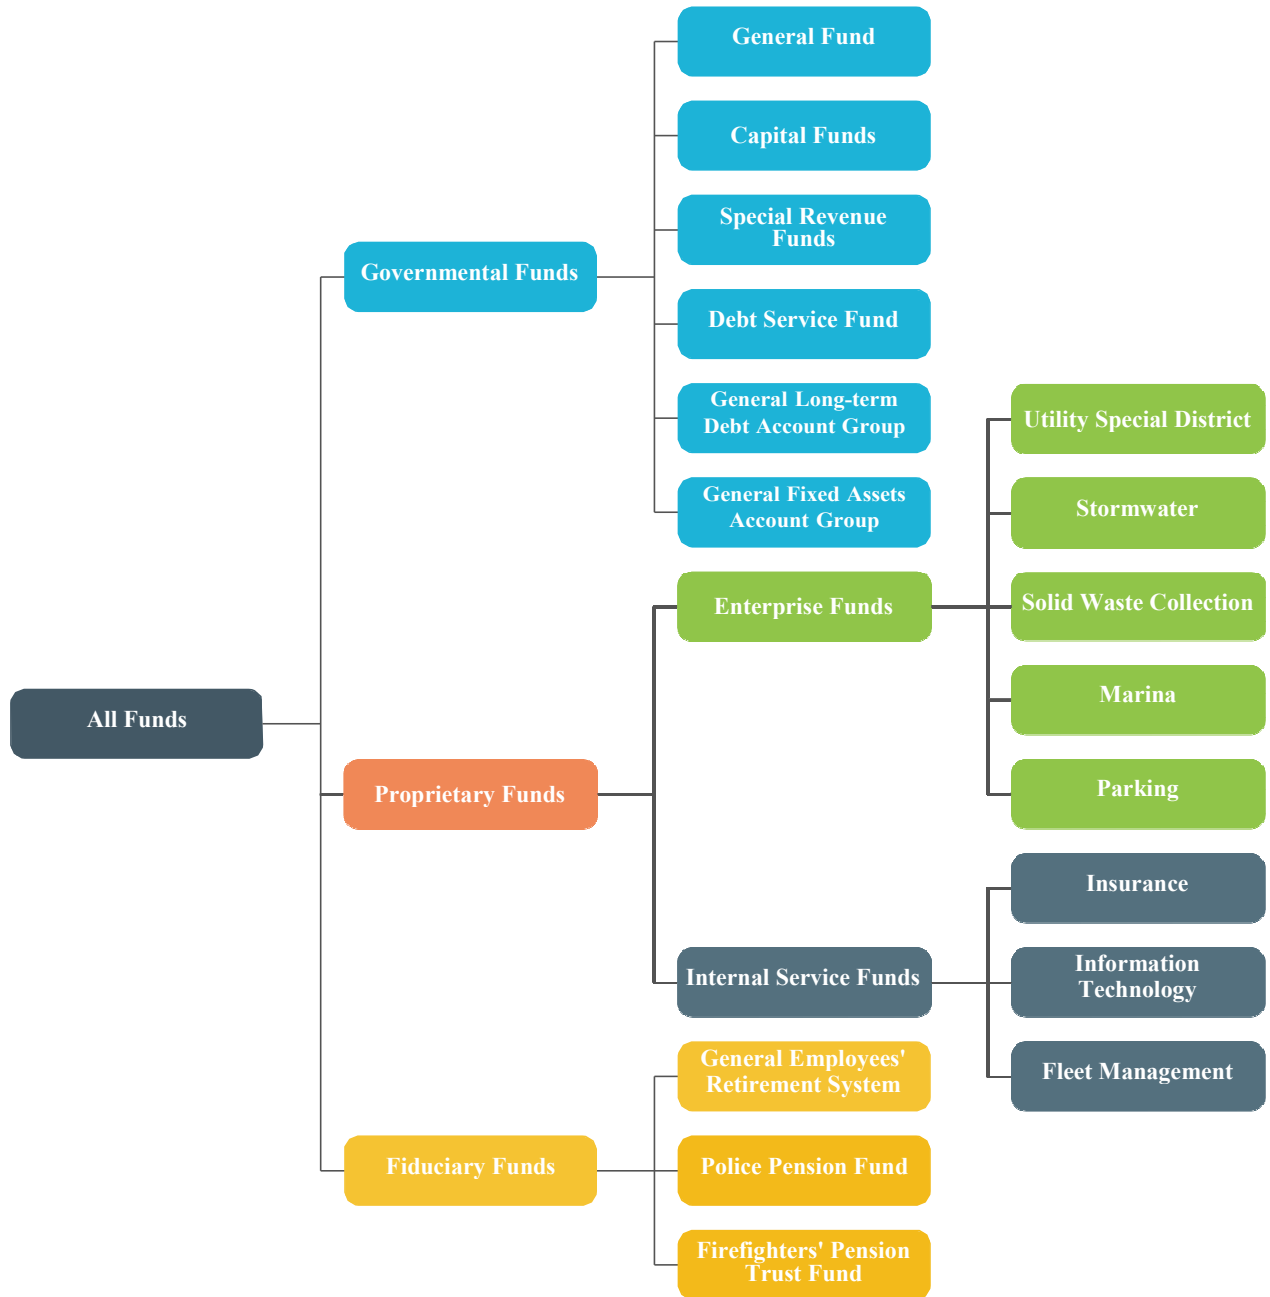 All Funds
Governmental Funds
General Fund
Capital Funds
Special Revenue
Funds
Debt Service Fund
General Long-term
Debt Account Group
General Fixed Assets
Account Group
Proprietary Funds
Enterprise Funds
Utility Special District
Stormwater
Solid Waste Collection
Marina
Parking
Internal Service Funds
Insurance
Information
Technology
Fleet Management
Fiduciary Funds
General Employees'
Retirement System
Police Pension Fund
Firefighters' Pension
Trust Fund